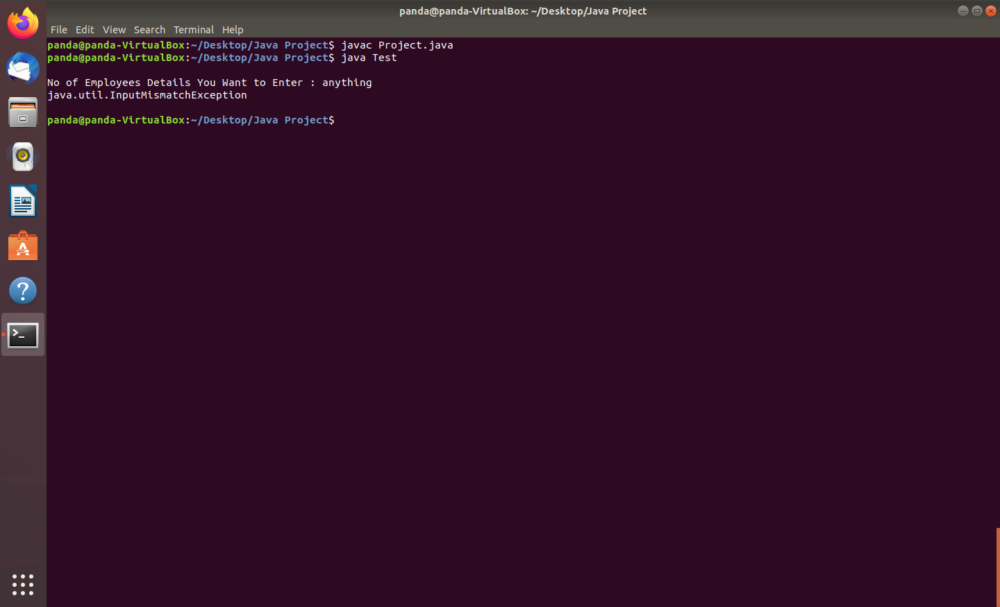 panda@panda-VirtualBox: ~/Desktop/Java Project
File Edit View Search Terminal Help
panda@panda-VirtualBox:~/Desktop/Java Project$ javac Project.java
panda@panda-VirtualBox:~/Desktop/Java Project$ java Test
No of Employees Details You Want to Enter : anything
java.util.InputMismatchException
panda@panda-VirtualBox:~/Desktop/Java Project$